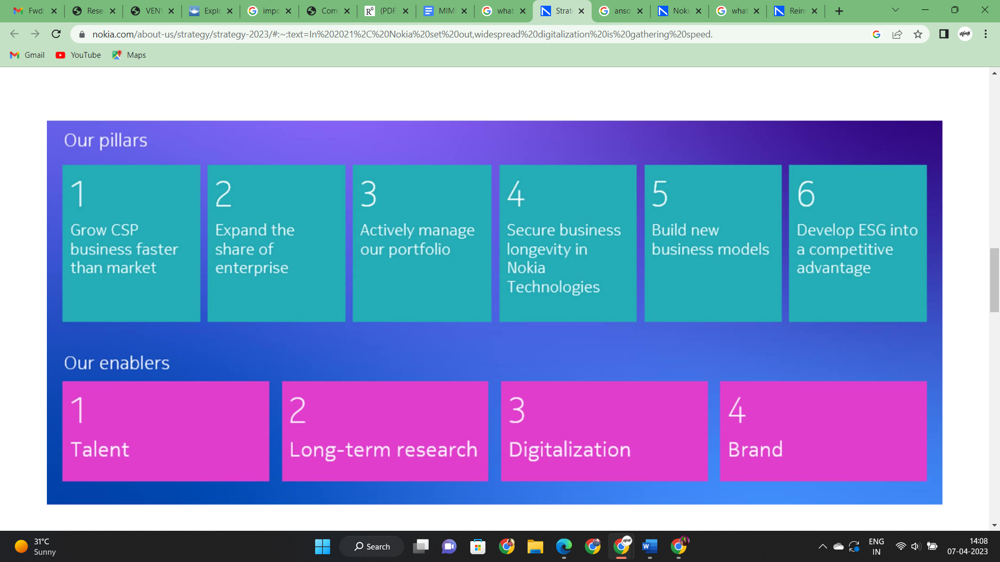 Fwd: Rese VENV Explo impo Com (PDF MIMI what Strate anso Noki what Rein
nokia.com/about-us/strategy/strategy-2023/#:~:text=In%202021%2C%20Nokia%20set%20out,widespread%20digitalization%20is%20gathering%20speed.
Gmail YouTube Maps
Our pillars
1
Grow CSP
business faster
than market
2
Expand the
share of
enterprise
3
Actively manage
our portfolio
4
Secure business
longevity in
Nokia
Technologies
5
Build new
business models
6
Develop ESG into
a competitive
advantage
Our enablers
1
Talent
2
Long-term research
3
Digitalization
4
Brand
31°C
Sunny
Search
ENG
IN
14:08
07-04-2023